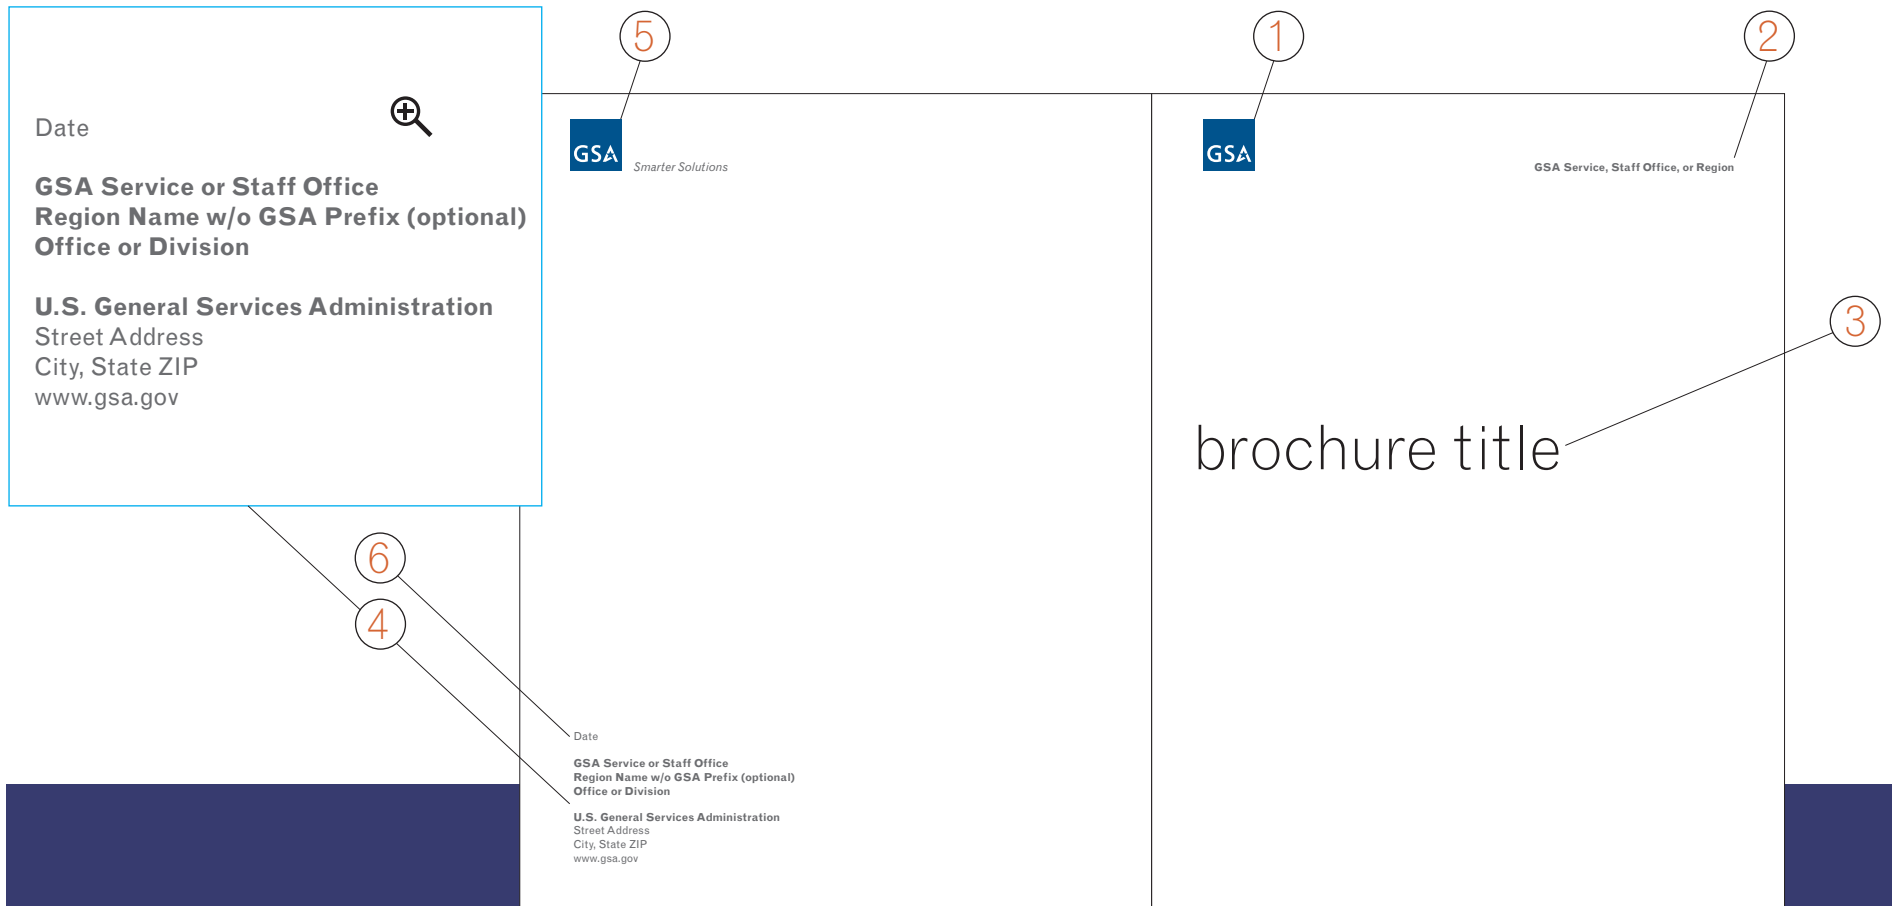 5
1
2
Date
GSA Service or Staff Office
Region Name w/o GSA Prefix (optional)
Office or Division
U.S. General Services Administration
Street Address
City, State ZIP
www.gsa.gov
GSA
Smarter Solutions
GSA
GSA Service, Staff Office, or Region
3
brochure title
6
4
Date
GSA Service or Staff Office
Region Name w/o GSA Prefix (optional)
Office or Division
U.S. General Services Administration
Street Address
City, State ZIP
www.gsa.gov